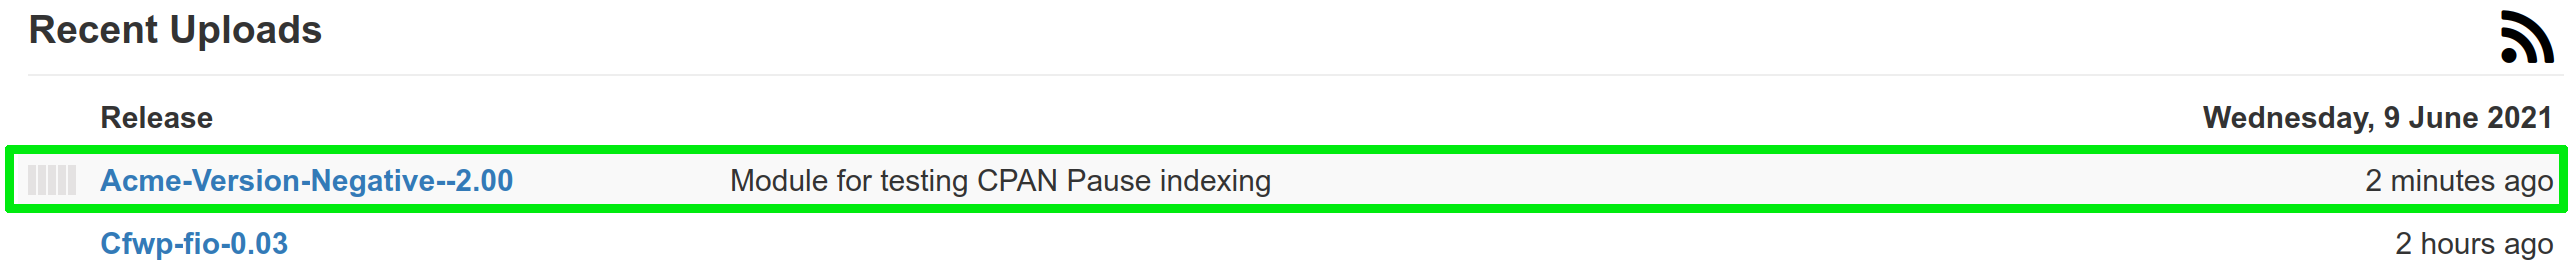 Recent Uploads
Release Wednesday, 9 June 2021
Acme-Version-Negative--2.00 Module for testing CPAN Pause indexing 2 minutes ago
Cfwp-fio-0.03 2 hours ago